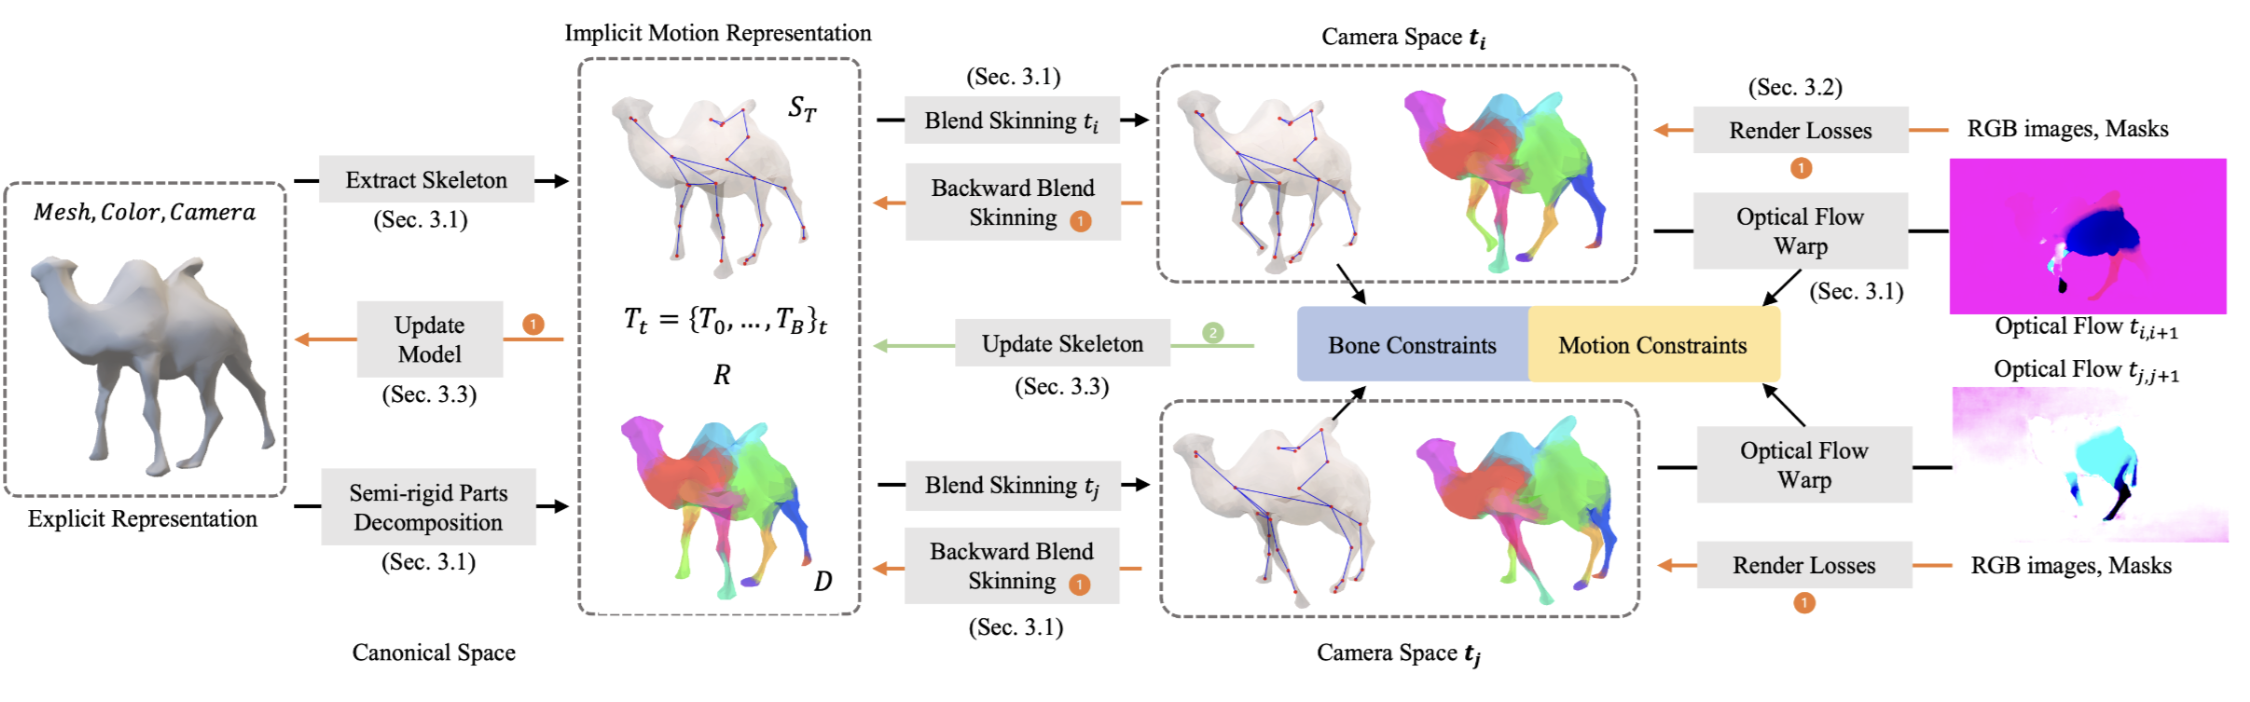 Implicit Motion Representation
Camera Space t_i
(Sec. 3.1)
(Sec. 3.2)
S_T
Blend Skinning t_i
Render Losses
RGB images, Masks
1
Extract Skeleton
(Sec. 3.1)
Backward Blend
Skinning 1
Optical Flow
Warp
(Sec. 3.1)
Mesh, Color, Camera
Optical Flow t_{i,i+1}
T_t = {T_0, ..., T_B}_t
Update
Model
1
(Sec. 3.3)
Update Skeleton
2
(Sec. 3.3)
Bone Constraints
Motion Constraints
Optical Flow t_{j,j+1}
R
Semi-rigid Parts
Decomposition
(Sec. 3.1)
Explicit Representation
Blend Skinning t_j
Optical Flow
Warp
Backward Blend
Skinning 1
(Sec. 3.1)
D
Render Losses
RGB images, Masks
1
Canonical Space
Camera Space t_j